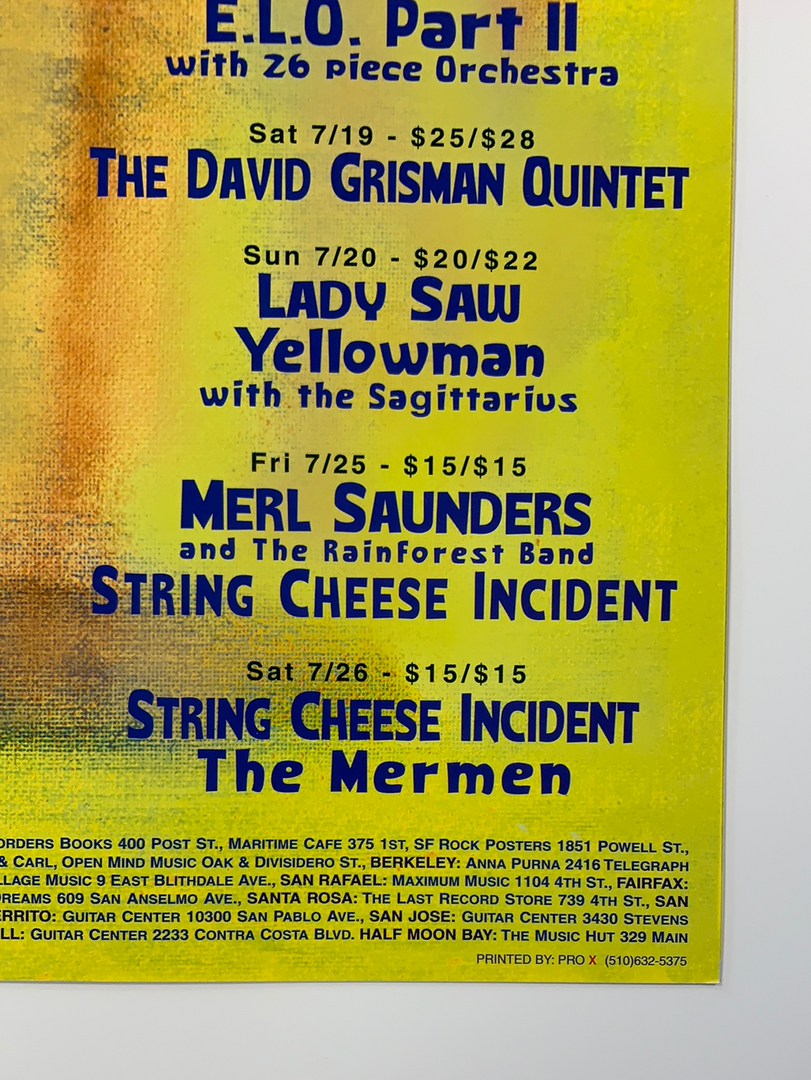 E.L.O. Part II
with 26 piece Orchestra
Sat 7/19 - $25/$28
THE DAVID GRISMAN QUINTET
Sun 7/20 - $20/$22
LADY SAW
Yellowman
with the Sagittarius
Fri 7/25 - $15/$15
MERL SAUNDERS
and The Rainforest Band
STRING CHEESE INCIDENT
Sat 7/26 - $15/$15
STRING CHEESE INCIDENT
The Mermen
ORDERS BOOKS 400 POST ST., MARITIME CAFE 375 1ST, SF ROCK POSTERS 1851 POWELL ST.,
& CARL, OPEN MIND MUSIC OAK & DIVISIDERO ST., BERKELEY: ANNA PURNA 2416 TELEGRAPH
LLAGE MUSIC 9 EAST BLITHDALE AVE., SAN RAFAEL: MAXIMUM MUSIC 1104 4TH ST., FAIRFAX:
REAMS 609 SAN ANSELMO AVE., SANTA ROSA: THE LAST RECORD STORE 739 4TH ST., SAN
ERRITO: GUITAR CENTER 10300 SAN PABLO AVE., SAN JOSE: GUITAR CENTER 3430 STEVENS
LL: GUITAR CENTER 2233 CONTRA COSTA BLVD. HALF MOON BAY: THE MUSIC HUT 329 MAIN
PRINTED BY: PRO X (510)632-5375